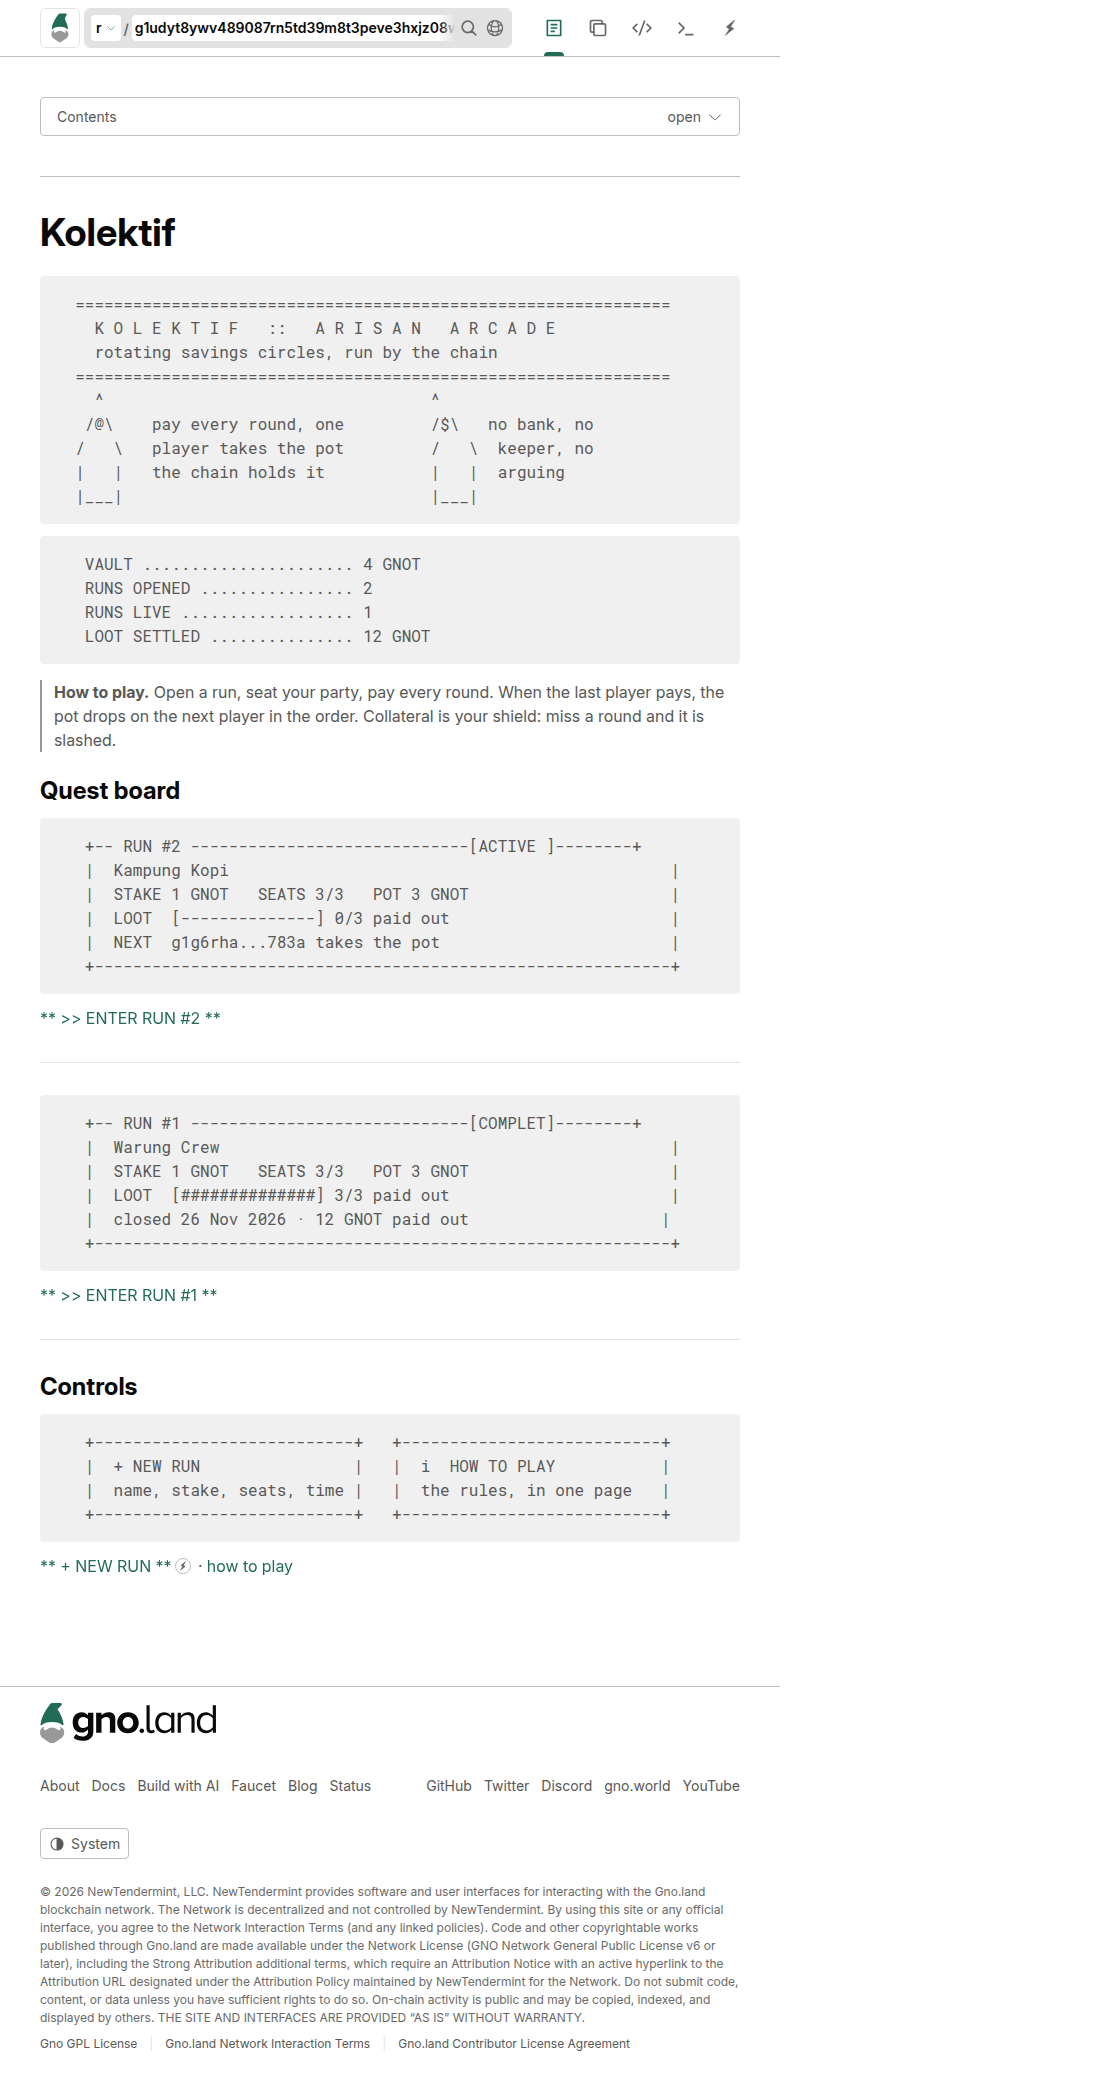 r / g1udyt8ywv489087rn5td39m8t3peve3hxjz08
Contents open
Kolektif
==============================================================
K O L E K T I F :: A R I S A N A R C A D E
rotating savings circles, run by the chain
==============================================================
^ ^
/@\ pay every round, one /$\ no bank, no
/ \ player takes the pot / \ keeper, no
| | the chain holds it | | arguing
|___| |___|
VAULT ...................... 4 GNOT
RUNS OPENED ................ 2
RUNS LIVE .................. 1
LOOT SETTLED ............... 12 GNOT
How to play. Open a run, seat your party, pay every round. When the last player pays, the
pot drops on the next player in the order. Collateral is your shield: miss a round and it is
slashed.
Quest board
+-- RUN #2 -----------------------------[ACTIVE ]--------+
| Kampung Kopi |
| STAKE 1 GNOT SEATS 3/3 POT 3 GNOT |
| LOOT [--------------] 0/3 paid out |
| NEXT g1g6rha...783a takes the pot |
+------------------------------------------------------------+
** >> ENTER RUN #2 **
+-- RUN #1 -----------------------------[COMPLET]--------+
| Warung Crew |
| STAKE 1 GNOT SEATS 3/3 POT 3 GNOT |
| LOOT [##############] 3/3 paid out |
| closed 26 Nov 2026 · 12 GNOT paid out |
+------------------------------------------------------------+
** >> ENTER RUN #1 **
Controls
+---------------------------+ +---------------------------+
| + NEW RUN | | i HOW TO PLAY |
| name, stake, seats, time | | the rules, in one page |
+---------------------------+ +---------------------------+
** + NEW RUN ** · how to play
gno.land
About Docs Build with AI Faucet Blog Status GitHub Twitter Discord gno.world YouTube
System
© 2026 NewTendermint, LLC. NewTendermint provides software and user interfaces for interacting with the Gno.land
blockchain network. The Network is decentralized and not controlled by NewTendermint. By using this site or any official
interface, you agree to the Network Interaction Terms (and any linked policies). Code and other copyrightable works
published through Gno.land are made available under the Network License (GNO Network General Public License v6 or
later), including the Strong Attribution additional terms, which require an Attribution Notice with an active hyperlink to the
Attribution URL designated under the Attribution Policy maintained by NewTendermint for the Network. Do not submit code,
content, or data unless you have sufficient rights to do so. On-chain activity is public and may be copied, indexed, and
displayed by others. THE SITE AND INTERFACES ARE PROVIDED “AS IS” WITHOUT WARRANTY.
Gno GPL License Gno.land Network Interaction Terms Gno.land Contributor License Agreement